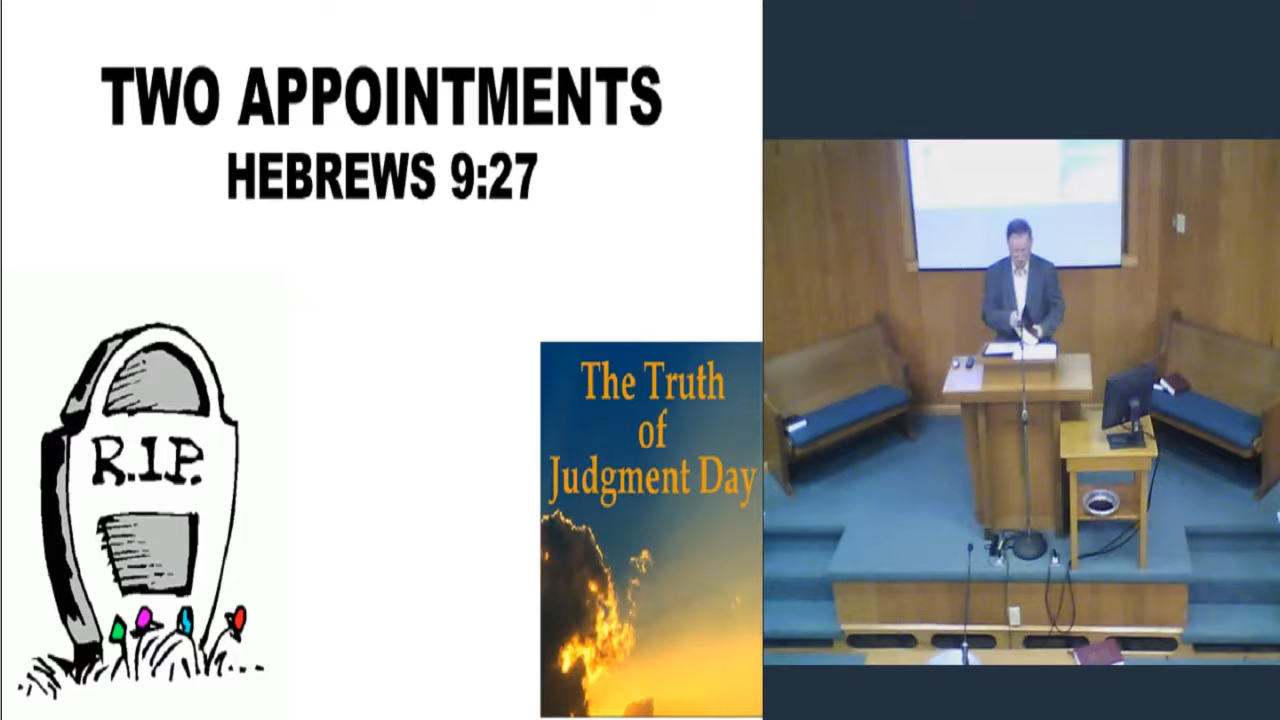 TWO APPOINTMENTS
HEBREWS 9:27
R.I.P.
The Truth
of
Judgment Day